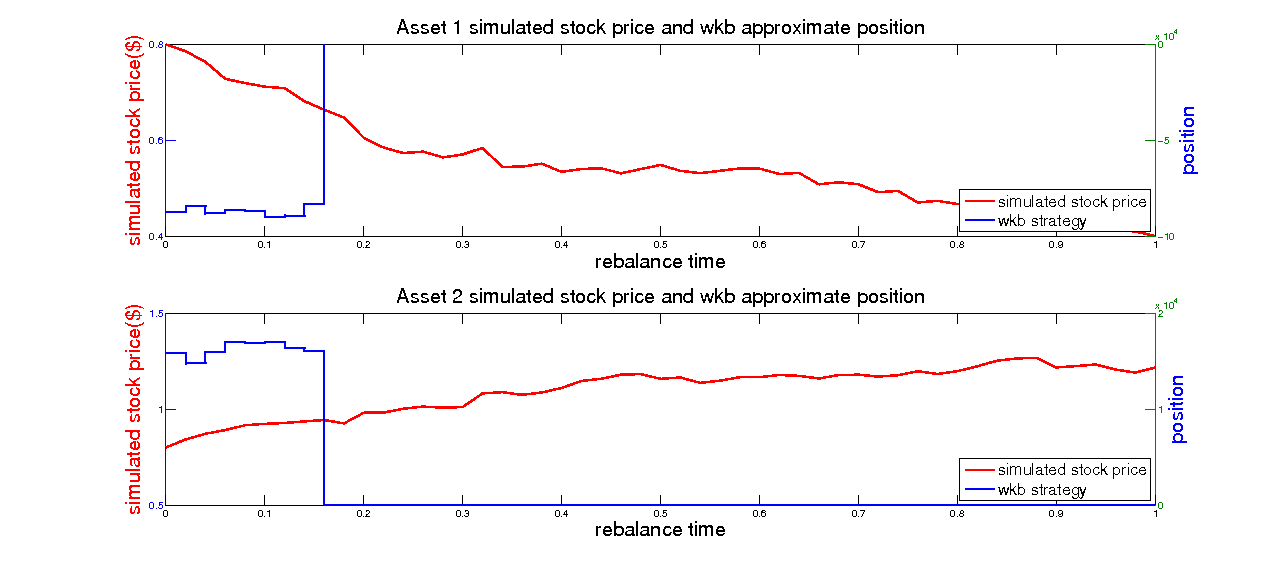 Asset 1 simulated stock price and wkb approximate position
x 10^4
simulated stock price($)
0.8
0.6
0.4
0
−5
−10
position
simulated stock price
wkb strategy
0 0.1 0.2 0.3 0.4 0.5 0.6 0.7 0.8 0.9 1
rebalance time
Asset 2 simulated stock price and wkb approximate position
x 10^4
simulated stock price($)
1.5
1
0.5
2
1
0
position
simulated stock price
wkb strategy
0 0.1 0.2 0.3 0.4 0.5 0.6 0.7 0.8 0.9 1
rebalance time